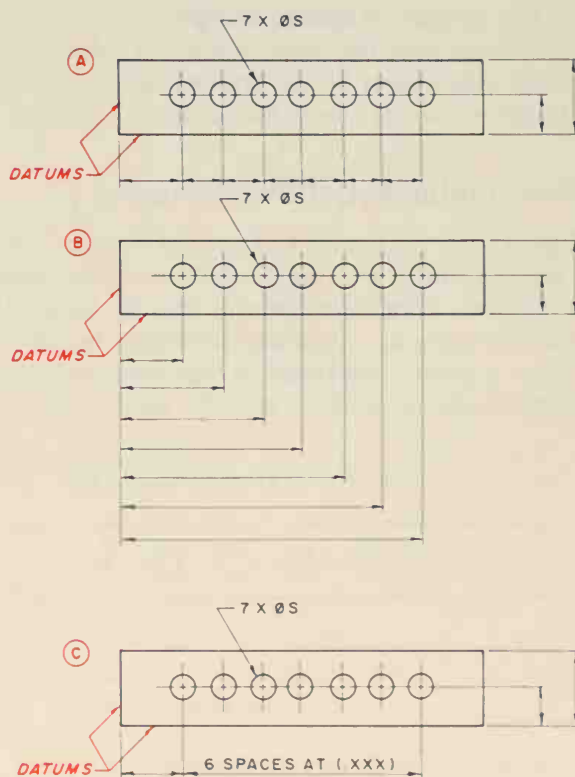 7 X ØS
A
DATUMS
7 X ØS
B
DATUMS
7 X ØS
C
DATUMS
6 SPACES AT (.XXX)